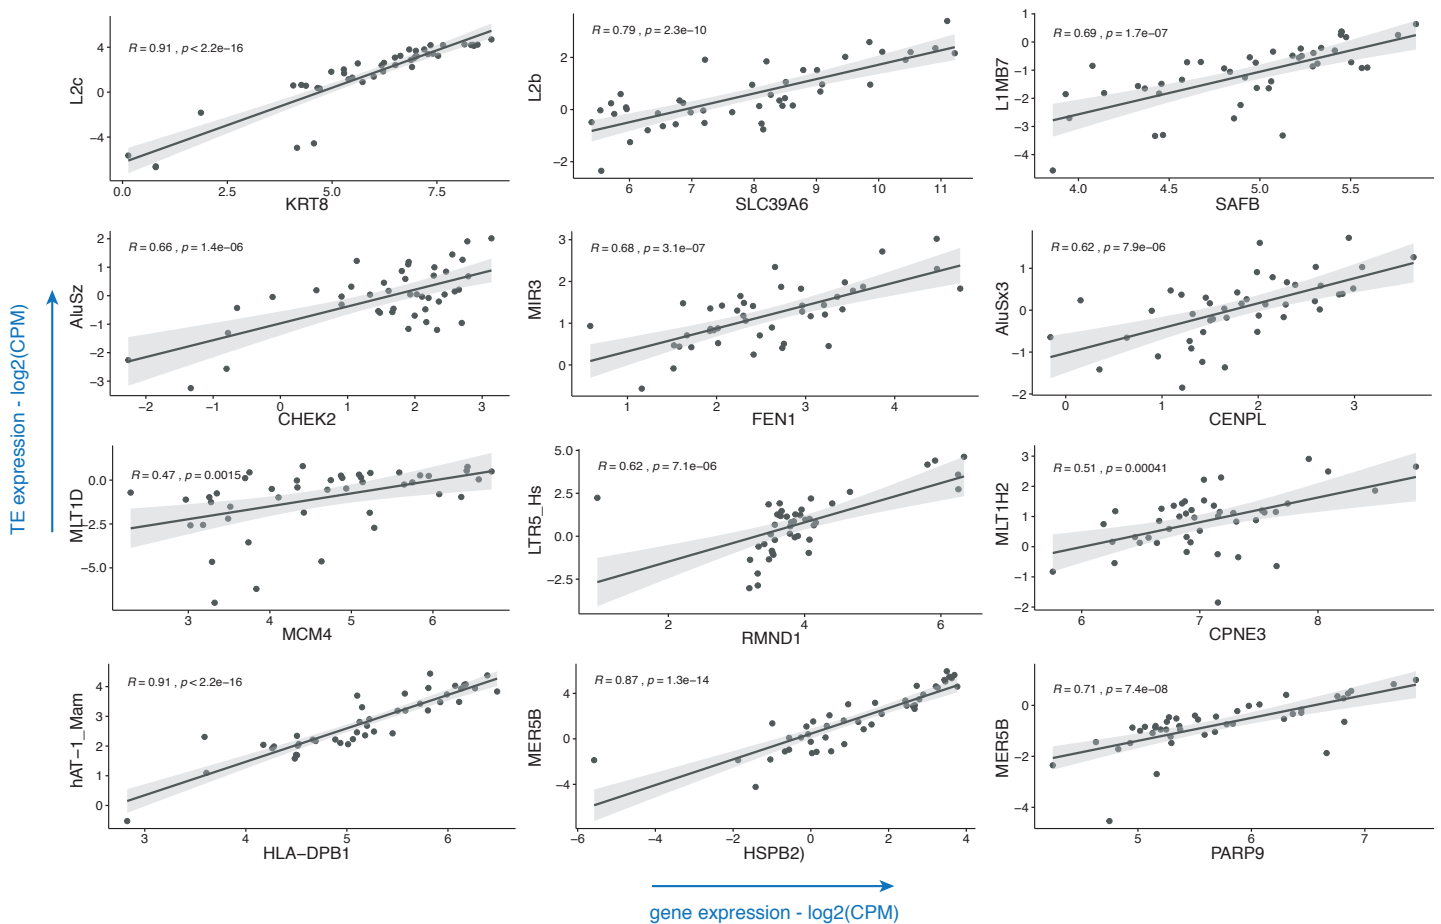 TE expression - log2(CPM)
R = 0.91 , p < 2.2e−16
L2c
4
0
−4
0.0 2.5 5.0 7.5
KRT8
R = 0.79 , p = 2.3e−10
L2b
2
0
−2
6 7 8 9 10 11
SLC39A6
R = 0.69 , p = 1.7e−07
L1MB7
1
0
−1
−2
−3
−4
4.0 4.5 5.0 5.5
SAFB
R = 0.66 , p = 1.4e−06
AluSz
2
1
0
−1
−2
−3
−2 −1 0 1 2 3
CHEK2
R = 0.68 , p = 3.1e−07
MIR3
3
2
1
0
1 2 3 4
FEN1
R = 0.62 , p = 7.9e−06
AluSx3
2
1
0
−1
−2
0 1 2 3
CENPL
R = 0.47 , p = 0.0015
MLT1D
0.0
−2.5
−5.0
3 4 5 6
MCM4
R = 0.62 , p = 7.1e−06
LTR5_Hs
5.0
2.5
0.0
−2.5
2 4 6
RMND1
R = 0.51 , p = 0.00041
MLT1H2
3
2
1
0
−1
−2
6 7 8
CPNE3
R = 0.91 , p < 2.2e−16
hAT−1_Mam
4
3
2
1
0
3 4 5 6
HLA−DPB1
R = 0.87 , p = 1.3e−14
MER5B
4
0
−4
−6 −4 −2 0 2 4
HSPB2)
R = 0.71 , p = 7.4e−08
MER5B
0
−2
−4
5 6 7
PARP9
gene expression - log2(CPM)